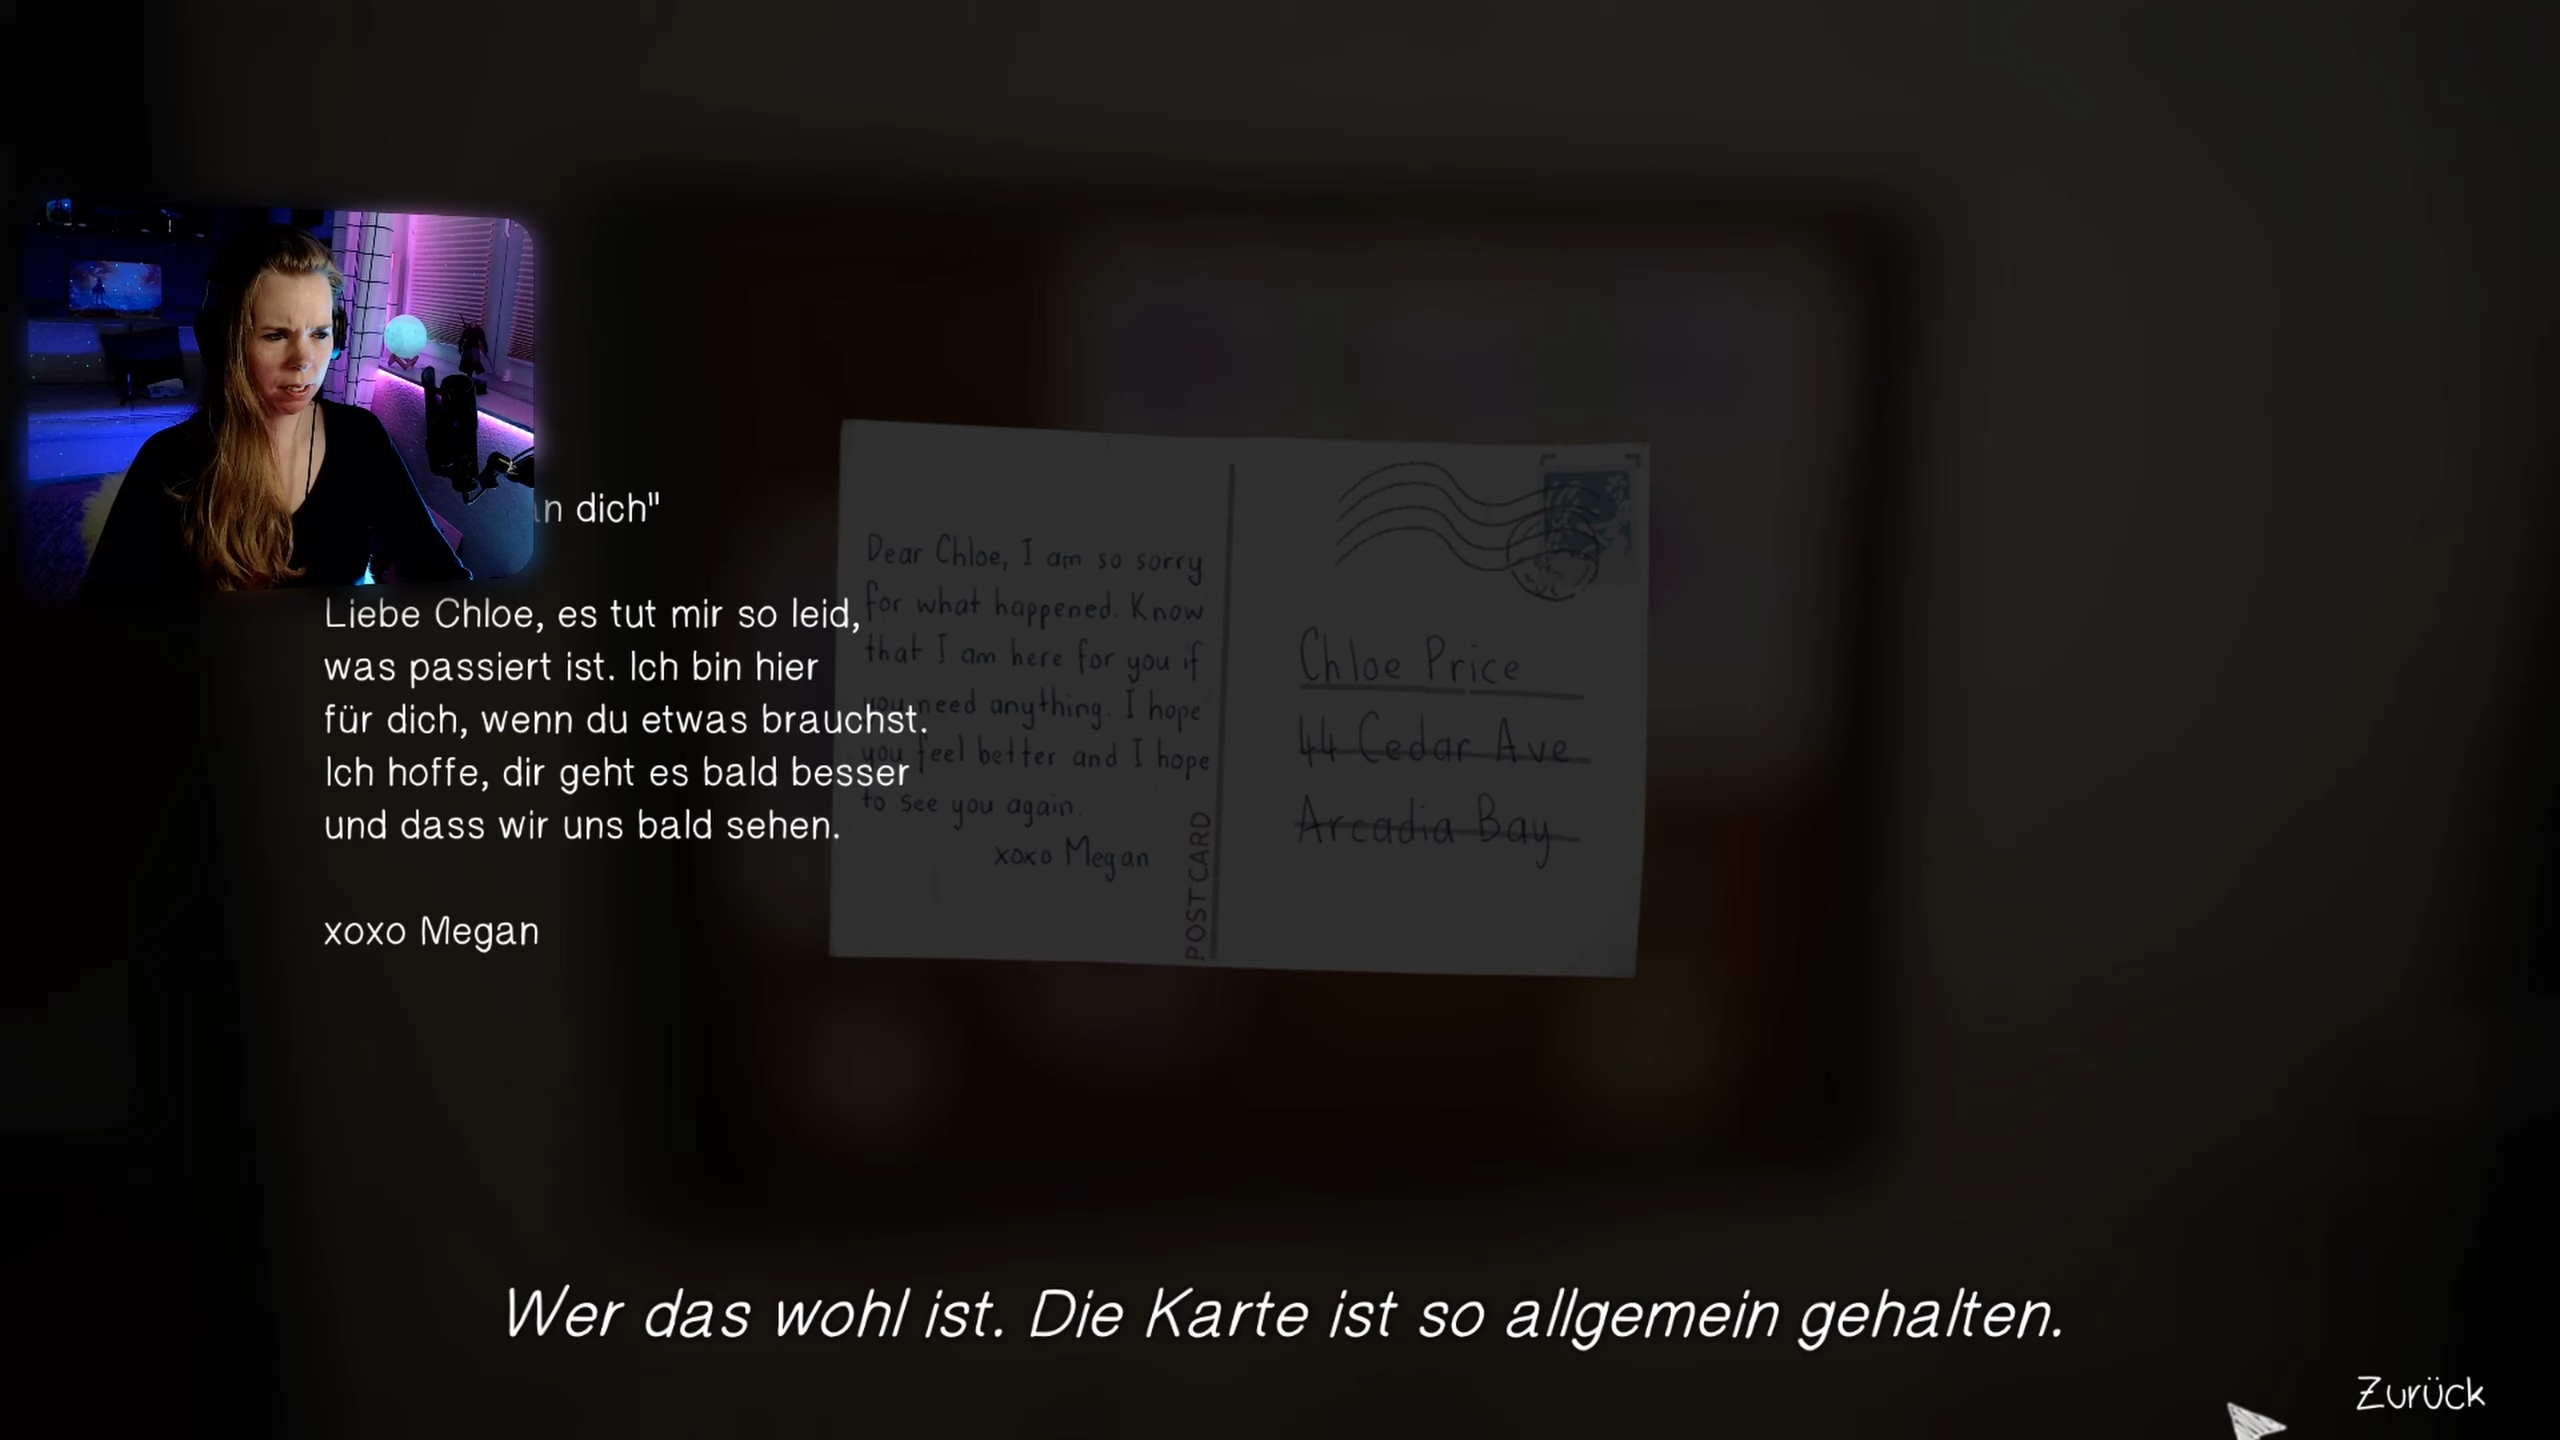 dich"
Liebe Chloe, es tut mir so leid,
was passiert ist. Ich bin hier
für dich, wenn du etwas brauchst.
Ich hoffe, dir geht es bald besser
und dass wir uns bald sehen.
xoxo Megan
Dear Chloe, I am so sorry
for what happened. Know
that I am here for you if
you need anything. I hope
you feel better and I hope
to see you again.
xoxo Megan
POSTCARD
Chloe Price
44 Cedar Ave
Arcadia Bay
Wer das wohl ist. Die Karte ist so allgemein gehalten.
Zurück